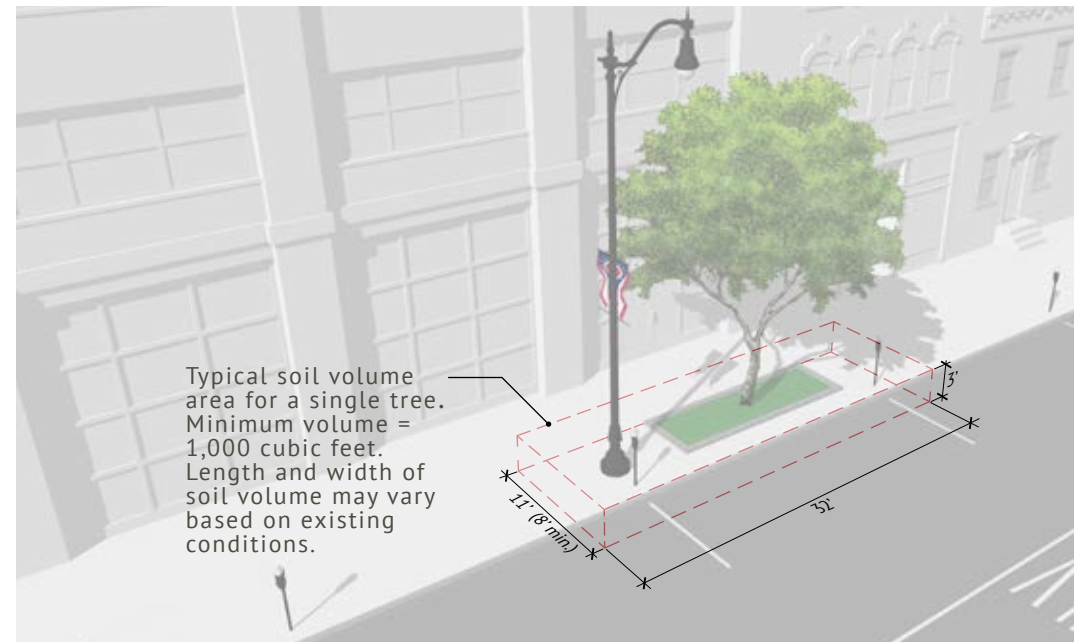 Typical soil volume
area for a single tree.
Minimum volume =
1,000 cubic feet.
Length and width of
soil volume may vary
based on existing
conditions.
3'
11' (8' min.)
32'